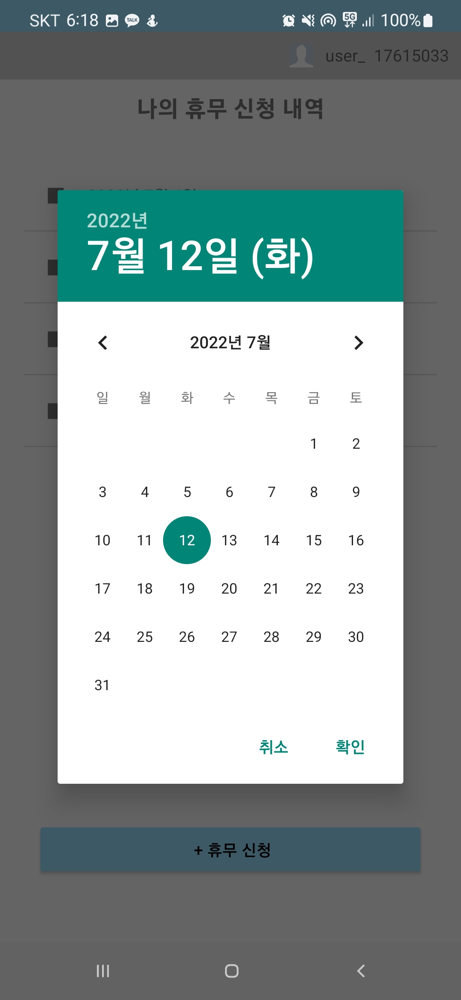 SKT 6:18 TALK 5G 100%
user_ 17615033
나의 휴무 신청 내역
2022년
7월 12일 (화)
2022년 7월
일 월 화 수 목 금 토
1 2
3 4 5 6 7 8 9
10 11 12 13 14 15 16
17 18 19 20 21 22 23
24 25 26 27 28 29 30
31
취소 확인
+ 휴무 신청